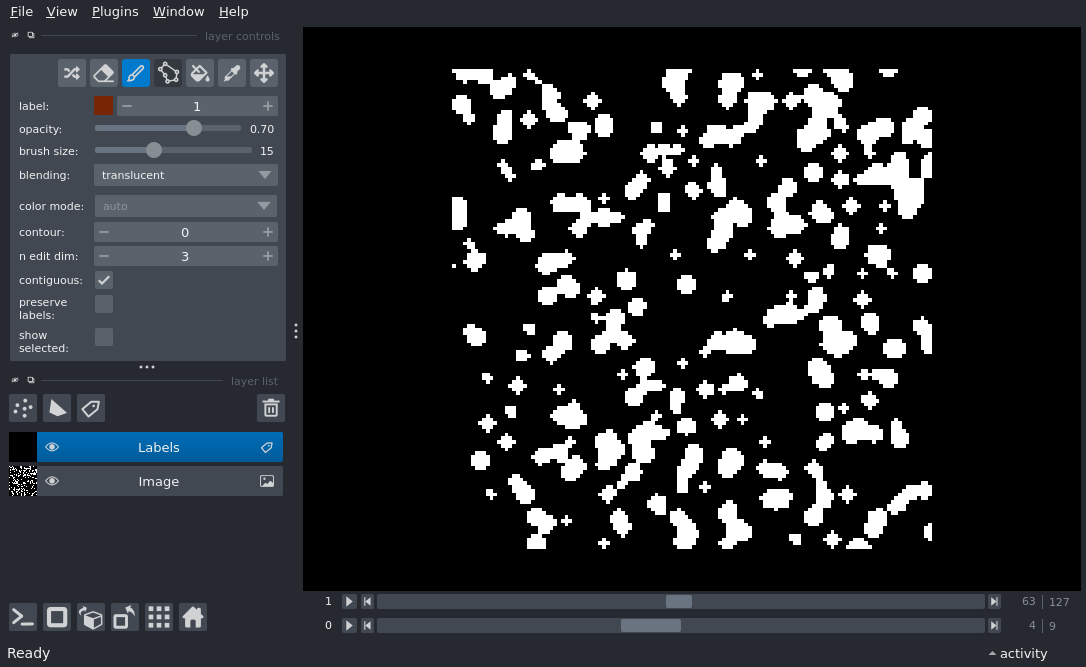 File View Plugins Window Help
layer controls
label: 1
opacity: 0.70
brush size: 15
blending: translucent
color mode: auto
contour: 0
n edit dim: 3
contiguous:
preserve
labels:
show
selected:
layer list
Labels
Image
1 63 127
0 4 9
Ready activity